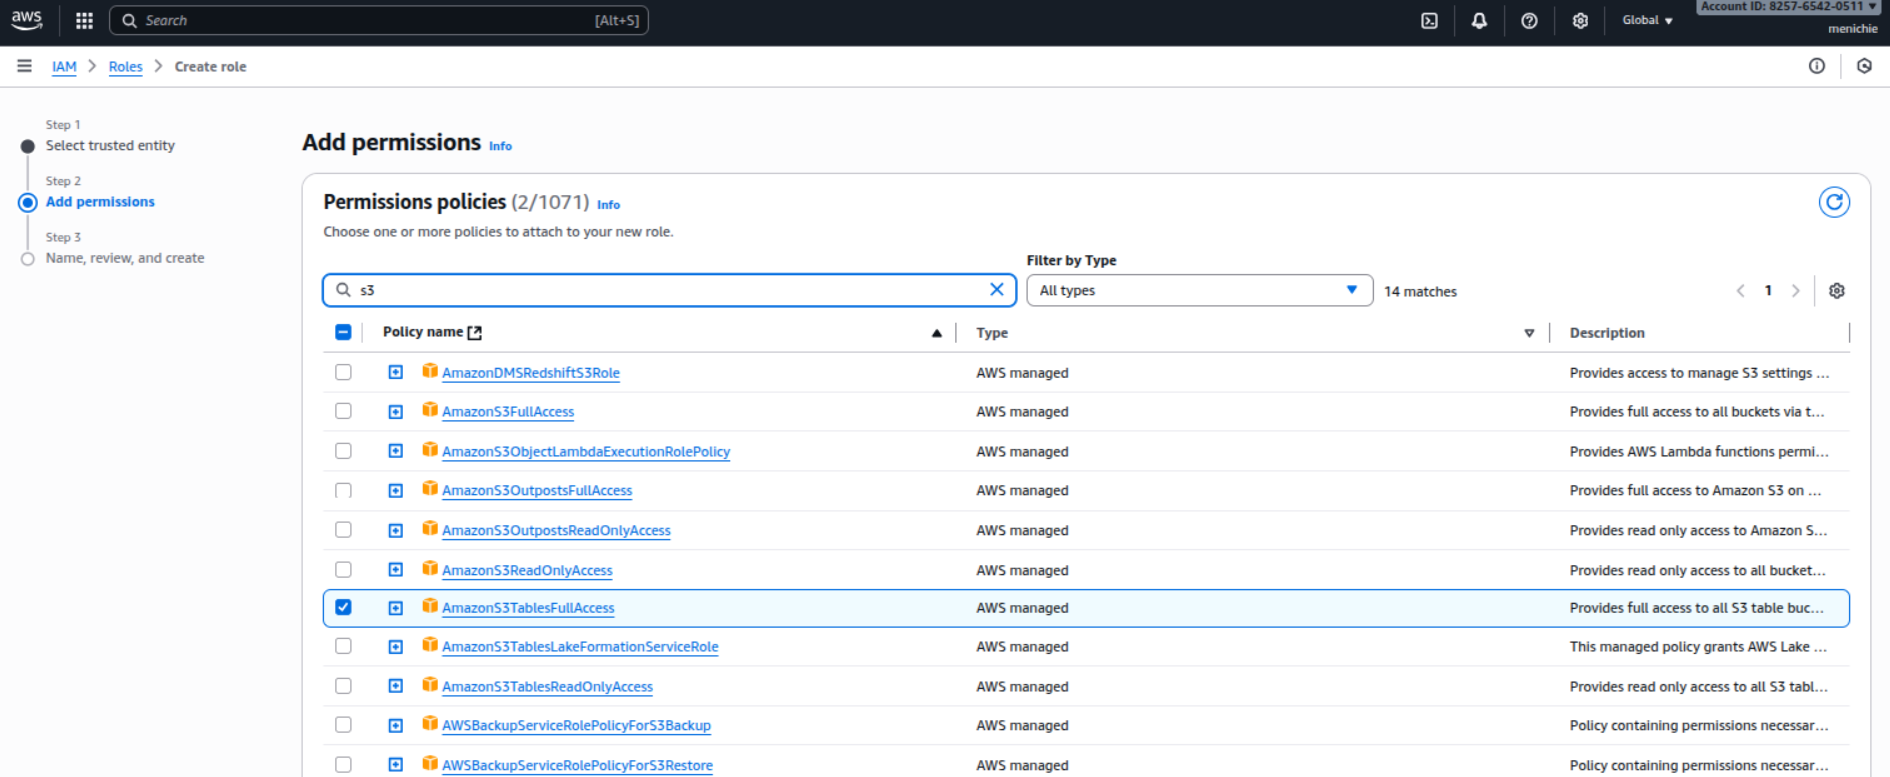 aws
Search
[Alt+S]
Global
Account ID: 8257-6542-0511
menichie
IAM
Roles
Create role
Step 1
Select trusted entity
Step 2
Add permissions
Step 3
Name, review, and create
Add permissions Info
Permissions policies (2/1071) Info
Choose one or more policies to attach to your new role.
Filter by Type
s3
All types
14 matches
1
Policy name Type Description
AmazonDMSRedshiftS3Role AWS managed Provides access to manage S3 settings ...
AmazonS3FullAccess AWS managed Provides full access to all buckets via t...
AmazonS3ObjectLambdaExecutionRolePolicy AWS managed Provides AWS Lambda functions permi...
AmazonS3OutpostsFullAccess AWS managed Provides full access to Amazon S3 on ...
AmazonS3OutpostsReadOnlyAccess AWS managed Provides read only access to Amazon S...
AmazonS3ReadOnlyAccess AWS managed Provides read only access to all bucket...
AmazonS3TablesFullAccess AWS managed Provides full access to all S3 table buc...
AmazonS3TablesLakeFormationServiceRole AWS managed This managed policy grants AWS Lake ...
AmazonS3TablesReadOnlyAccess AWS managed Provides read only access to all S3 tabl...
AWSBackupServiceRolePolicyForS3Backup AWS managed Policy containing permissions necessar...
AWSBackupServiceRolePolicyForS3Restore AWS managed Policy containing permissions necessar...